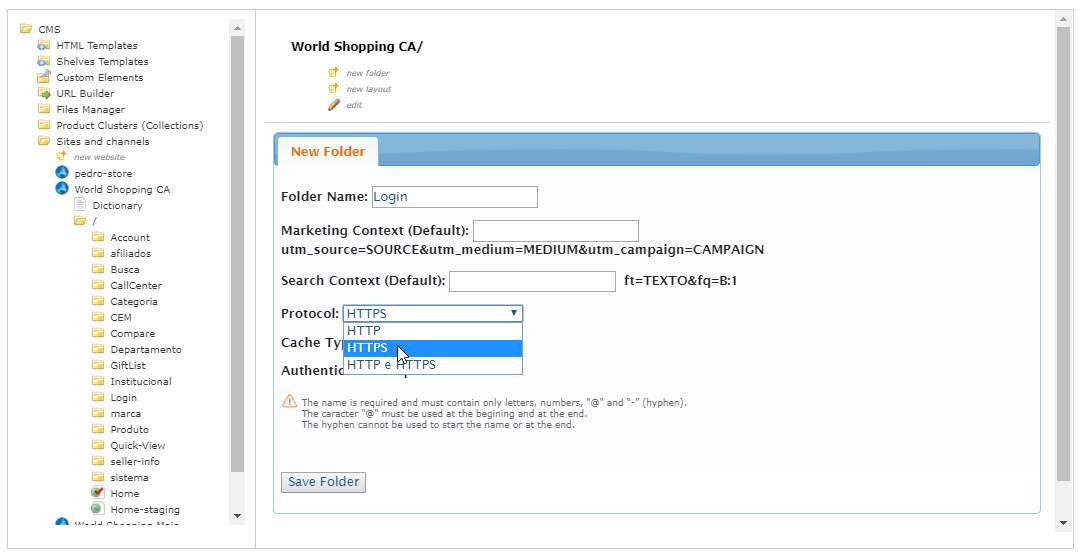 CMS
HTML Templates
Shelves Templates
Custom Elements
URL Builder
Files Manager
Product Clusters (Collections)
Sites and channels
new website
pedro-store
World Shopping CA
Dictionary
/
Account
afiliados
Busca
CallCenter
Categoria
CEM
Compare
Departamento
GiftList
Institucional
Login
marca
Produto
Quick-View
seller-info
sistema
Home
Home-staging
World Shopping Main
World Shopping CA/
new folder
new layout
edit
New Folder
Folder Name: Login
Marketing Context (Default):
utm_source=SOURCE&utm_medium=MEDIUM&utm_campaign=CAMPAIGN
Search Context (Default): ft=TEXTO&fq=B:1
Protocol: HTTPS
HTTP
Cache Ty
HTTPS
HTTP e HTTPS
Authentic
The name is required and must contain only letters, numbers, "@" and "-" (hyphen).
The caracter "@" must be used at the begining and at the end.
The hyphen cannot be used to start the name or at the end.
Save Folder